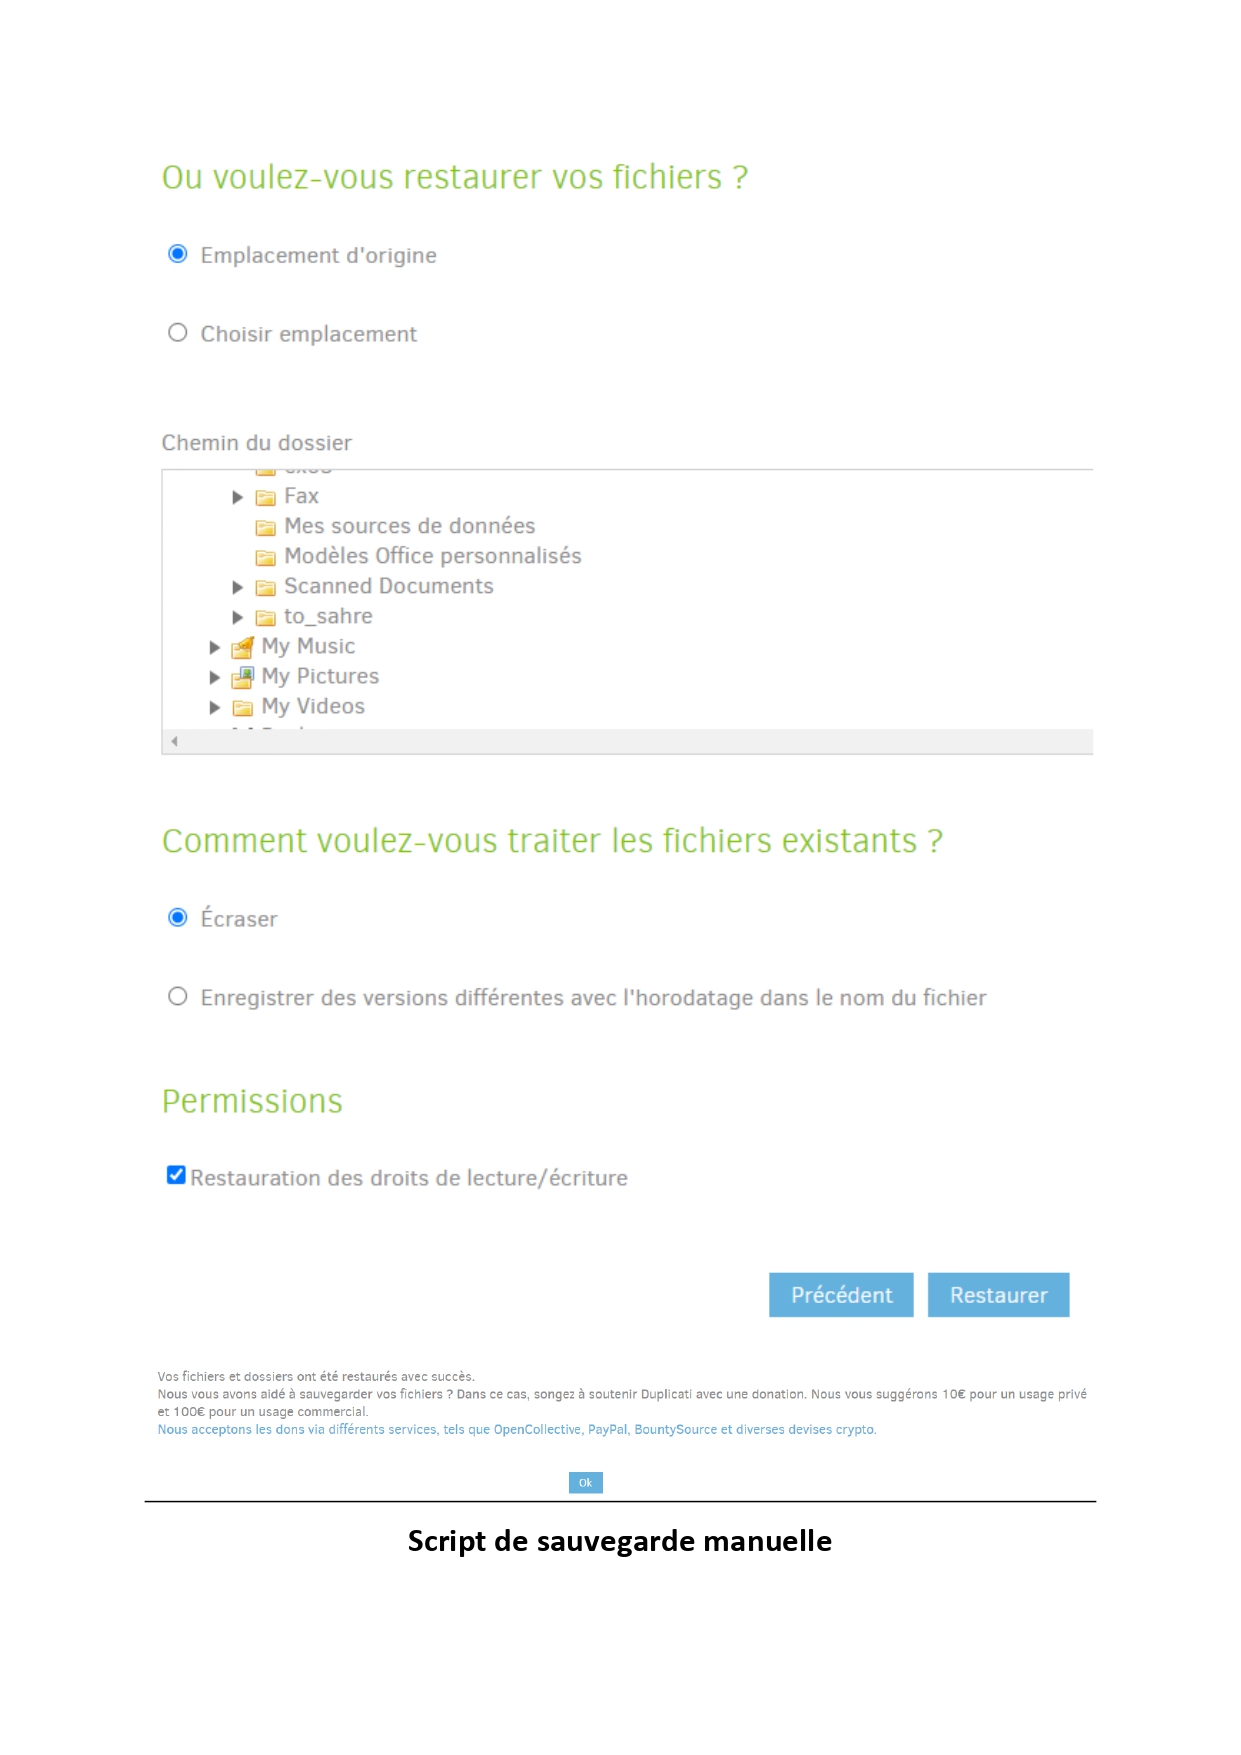 Ou voulez-vous restaurer vos fichiers ?
Emplacement d'origine
Choisir emplacement
Chemin du dossier
Fax
Mes sources de données
Modèles Office personnalisés
Scanned Documents
to_sahre
My Music
My Pictures
My Videos
Comment voulez-vous traiter les fichiers existants ?
Écraser
Enregistrer des versions différentes avec l'horodatage dans le nom du fichier
Permissions
Restauration des droits de lecture/écriture
Précédent Restaurer
Vos fichiers et dossiers ont été restaurés avec succès.
Nous vous avons aidé à sauvegarder vos fichiers ? Dans ce cas, songez à soutenir Duplicati avec une donation. Nous vous suggérons 10€ pour un usage privé
et 100€ pour un usage commercial.
Nous acceptons les dons via différents services, tels que OpenCollective, PayPal, BountySource et diverses devises crypto.
Ok
Script de sauvegarde manuelle